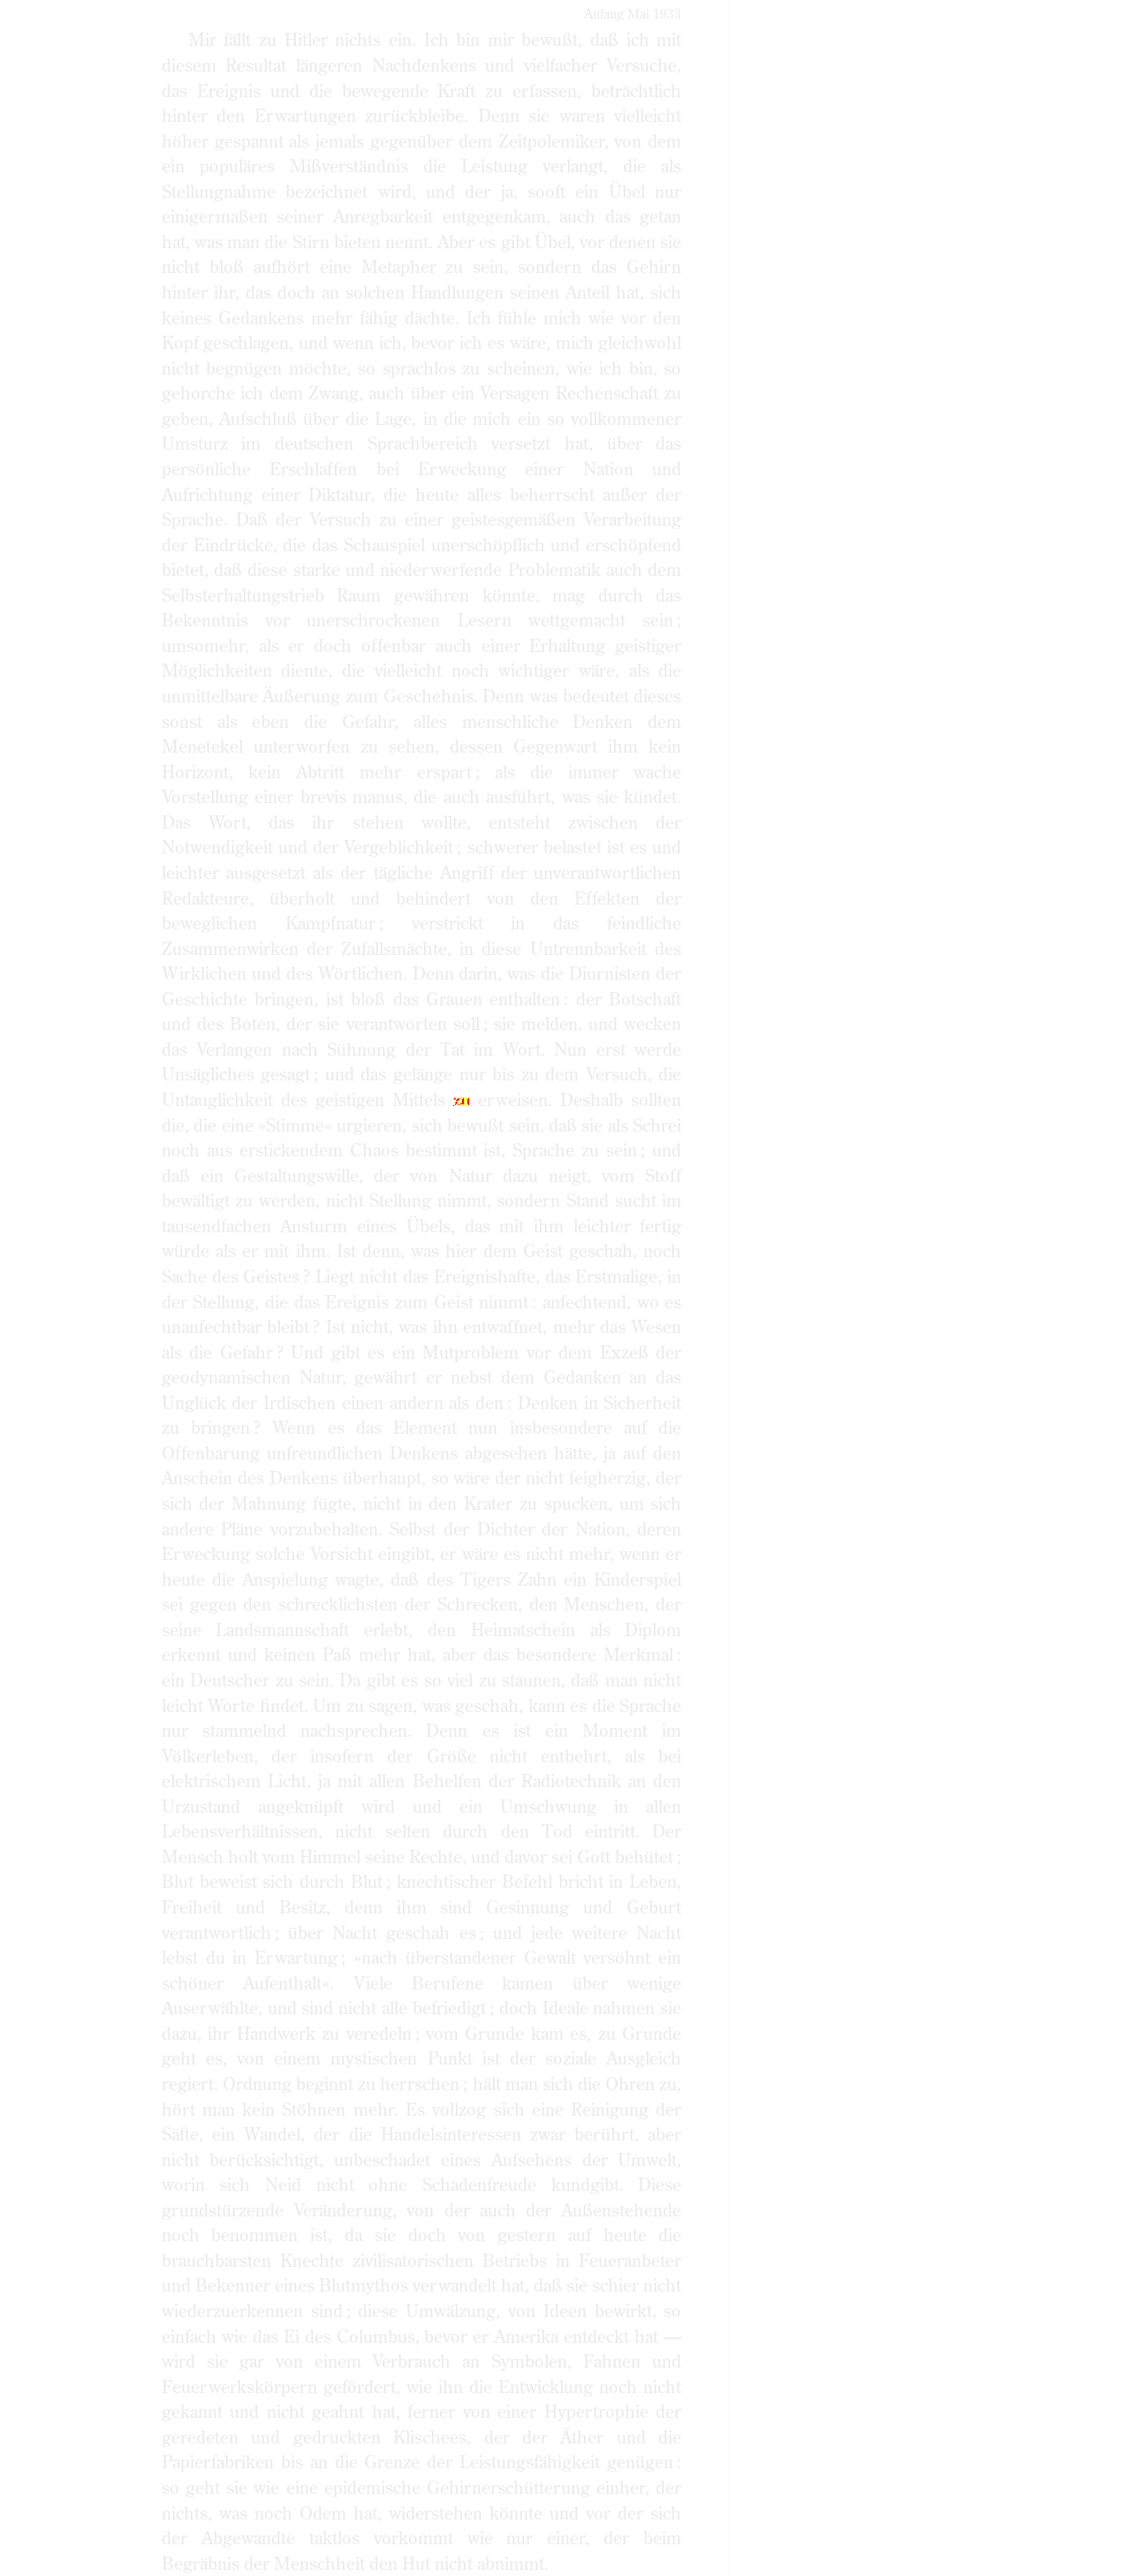 Anfang Mai 1933
Mir fällt zu Hitler nichts ein. Ich bin mir bewußt, daß ich mit
diesem Resultat längeren Nachdenkens und vielfacher Versuche,
das Ereignis und die bewegende Kraft zu erfassen, beträchtlich
hinter den Erwartungen zurückbleibe. Denn sie waren vielleicht
höher gespannt als jemals gegenüber dem Zeitpolemiker, von dem
ein populäres Mißverständnis die Leistung verlangt, die als
Stellungnahme bezeichnet wird, und der ja, sooft ein Übel nur
einigermaßen seiner Anregbarkeit entgegenkam, auch das getan
hat, was man die Stirn bieten nennt. Aber es gibt Übel, vor denen sie
nicht bloß aufhört eine Metapher zu sein, sondern das Gehirn
hinter ihr, das doch an solchen Handlungen seinen Anteil hat, sich
keines Gedankens mehr fähig dächte. Ich fühle mich wie vor den
Kopf geschlagen, und wenn ich, bevor ich es wäre, mich gleichwohl
nicht begnügen möchte, so sprachlos zu scheinen, wie ich bin, so
gehorche ich dem Zwang, auch über ein Versagen Rechenschaft zu
geben, Aufschluß über die Lage, in die mich ein so vollkommener
Umsturz im deutschen Sprachbereich versetzt hat, über das
persönliche Erschlaffen bei Erweckung einer Nation und
Aufrichtung einer Diktatur, die heute alles beherrscht außer der
Sprache. Daß der Versuch zu einer geistesgemäßen Verarbeitung
der Eindrücke, die das Schauspiel unerschöpflich und erschöpfend
bietet, daß diese starke und niederwerfende Problematik auch dem
Selbsterhaltungstrieb Raum gewähren könnte, mag durch das
Bekenntnis vor unerschrockenen Lesern wettgemacht sein ;
umsomehr, als er doch offenbar auch einer Erhaltung geistiger
Möglichkeiten diente, die vielleicht noch wichtiger wäre, als die
unmittelbare Äußerung zum Geschehnis. Denn was bedeutet dieses
sonst als eben die Gefahr, alles menschliche Denken dem
Menetekel unterworfen zu sehen, dessen Gegenwart ihm kein
Horizont, kein Abtritt mehr erspart ; als die immer wache
Vorstellung einer brevis manus, die auch ausführt, was sie kündet.
Das Wort, das ihr stehen wollte, entsteht zwischen der
Notwendigkeit und der Vergeblichkeit ; schwerer belastet ist es und
leichter ausgesetzt als der tägliche Angriff der unverantwortlichen
Redakteure, überholt und behindert von den Effekten der
beweglichen Kampfnatur ; verstrickt in das feindliche
Zusammenwirken der Zufallsmächte, in diese Untrennbarkeit des
Wirklichen und des Wörtlichen. Denn darin, was die Diurnisten der
Geschichte bringen, ist bloß das Grauen enthalten : der Botschaft
und des Boten, der sie verantworten soll ; sie melden, und wecken
das Verlangen nach Sühnung der Tat im Wort. Nun erst werde
Unsägliches gesagt ; und das gelänge nur bis zu dem Versuch, die
Untauglichkeit des geistigen Mittels zu erweisen. Deshalb sollten
die, die eine »Stimme« urgieren, sich bewußt sein, daß sie als Schrei
noch aus erstickendem Chaos bestimmt ist, Sprache zu sein ; und
daß ein Gestaltungswille, der von Natur dazu neigt, vom Stoff
bewältigt zu werden, nicht Stellung nimmt, sondern Stand sucht im
tausendfachen Ansturm eines Übels, das mit ihm leichter fertig
würde als er mit ihm. Ist denn, was hier dem Geist geschah, noch
Sache des Geistes ? Liegt nicht das Ereignishafte, das Erstmalige, in
der Stellung, die das Ereignis zum Geist nimmt : anfechtend, wo es
unanfechtbar bleibt ? Ist nicht, was ihn entwaffnet, mehr das Wesen
als die Gefahr ? Und gibt es ein Mutproblem vor dem Exzeß der
geodynamischen Natur, gewährt er nebst dem Gedanken an das
Unglück der Irdischen einen andern als den : Denken in Sicherheit
zu bringen ? Wenn es das Element nun insbesondere auf die
Offenbarung unfreundlichen Denkens abgesehen hätte, ja auf den
Anschein des Denkens überhaupt, so wäre der nicht feigherzig, der
sich der Mahnung fügte, nicht in den Krater zu spucken, um sich
andere Pläne vorzubehalten. Selbst der Dichter der Nation, deren
Erweckung solche Vorsicht eingibt, er wäre es nicht mehr, wenn er
heute die Anspielung wagte, daß des Tigers Zahn ein Kinderspiel
sei gegen den schrecklichsten der Schrecken, den Menschen, der
seine Landsmannschaft erlebt, den Heimatschein als Diplom
erkennt und keinen Paß mehr hat, aber das besondere Merkmal :
ein Deutscher zu sein. Da gibt es so viel zu staunen, daß man nicht
leicht Worte findet. Um zu sagen, was geschah, kann es die Sprache
nur stammelnd nachsprechen. Denn es ist ein Moment im
Völkerleben, der insofern der Größe nicht entbehrt, als bei
elektrischem Licht, ja mit allen Behelfen der Radiotechnik an den
Urzustand angeknüpft wird und ein Umschwung in allen
Lebensverhältnissen, nicht selten durch den Tod eintritt. Der
Mensch holt vom Himmel seine Rechte, und davor sei Gott behütet ;
Blut beweist sich durch Blut ; knechtischer Befehl bricht in Leben,
Freiheit und Besitz, denn ihm sind Gesinnung und Geburt
verantwortlich ; über Nacht geschah es ; und jede weitere Nacht
lebst du in Erwartung ; »nach überstandener Gewalt versöhnt ein
schöner Aufenthalt«. Viele Berufene kamen über wenige
Auserwählte, und sind nicht alle befriedigt ; doch Ideale nahmen sie
dazu, ihr Handwerk zu veredeln ; vom Grunde kam es, zu Grunde
geht es, von einem mystischen Punkt ist der soziale Ausgleich
regiert. Ordnung beginnt zu herrschen ; hält man sich die Ohren zu,
hört man kein Stöhnen mehr. Es vollzog sich eine Reinigung der
Säfte, ein Wandel, der die Handelsinteressen zwar berührt, aber
nicht berücksichtigt, unbeschadet eines Aufsehens der Umwelt,
worin sich Neid nicht ohne Schadenfreude kundgibt. Diese
grundstürzende Veränderung, von der auch der Außenstehende
noch benommen ist, da sie doch von gestern auf heute die
brauchbarsten Knechte zivilisatorischen Betriebs in Feueranbeter
und Bekenner eines Blutmythos verwandelt hat, daß sie schier nicht
wiederzuerkennen sind ; diese Umwälzung, von Ideen bewirkt, so
einfach wie das Ei des Columbus, bevor er Amerika entdeckt hat —
wird sie gar von einem Verbrauch an Symbolen, Fahnen und
Feuerwerkskörpern gefördert, wie ihn die Entwicklung noch nicht
gekannt und nicht geahnt hat, ferner von einer Hypertrophie der
geredeten und gedruckten Klischees, der der Äther und die
Papierfabriken bis an die Grenze der Leistungsfähigkeit genügen :
so geht sie wie eine epidemische Gehirnerschütterung einher, der
nichts, was noch Odem hat, widerstehen könnte und vor der sich
der Abgewandte taktlos vorkommt wie nur einer, der beim
Begräbnis der Menschheit den Hut nicht abnimmt.